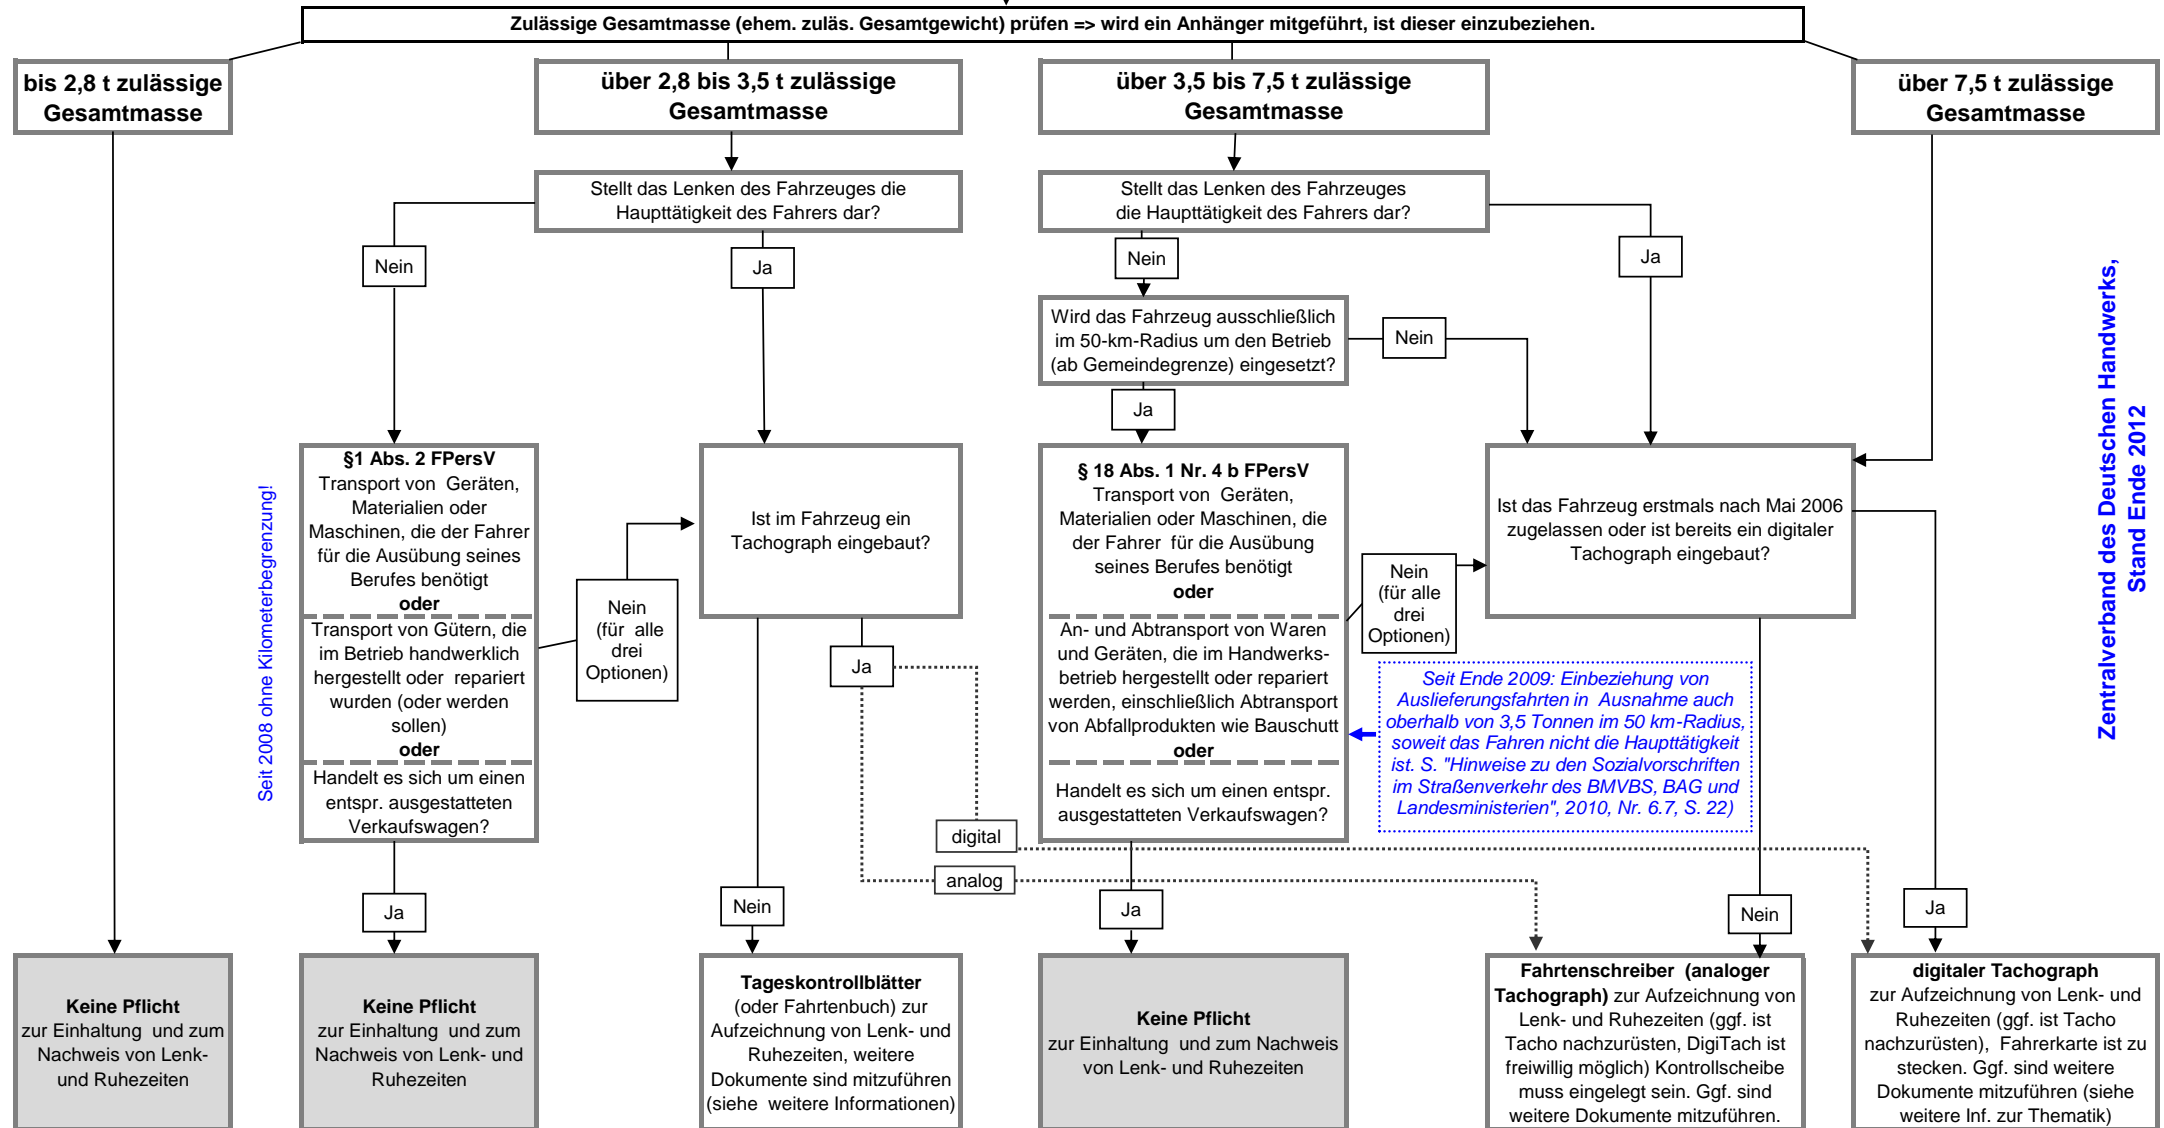 Zulässige Gesamtmasse (ehem. zuläs. Gesamtgewicht) prüfen => wird ein Anhänger mitgeführt, ist dieser einzubeziehen.
bis 2,8 t zulässige
Gesamtmasse
über 2,8 bis 3,5 t zulässige
Gesamtmasse
über 3,5 bis 7,5 t zulässige
Gesamtmasse
über 7,5 t zulässige
Gesamtmasse
Stellt das Lenken des Fahrzeuges die
Haupttätigkeit des Fahrers dar?
Stellt das Lenken des Fahrzeuges
die Haupttätigkeit des Fahrers dar?
Nein
Ja
Nein
Ja
Wird das Fahrzeug ausschließlich
im 50-km-Radius um den Betrieb
(ab Gemeindegrenze) eingesetzt?
Nein
Ja
Zentralverband des Deutschen Handwerks,
Stand Ende 2012
Seit 2008 ohne Kilometerbegrenzung!
§1 Abs. 2 FPersV
Transport von Geräten,
Materialien oder
Maschinen, die der Fahrer
für die Ausübung seines
Berufes benötigt
oder
Transport von Gütern, die
im Betrieb handwerklich
hergestellt oder repariert
wurden (oder werden
sollen)
oder
Handelt es sich um einen
entspr. ausgestatteten
Verkaufswagen?
Nein
(für alle
drei
Optionen)
Ist im Fahrzeug ein
Tachograph eingebaut?
Ja
§ 18 Abs. 1 Nr. 4 b FPersV
Transport von Geräten,
Materialien oder Maschinen, die
der Fahrer für die Ausübung
seines Berufes benötigt
oder
An- und Abtransport von Waren
und Geräten, die im Handwerks-
betrieb hergestellt oder repariert
werden, einschließlich Abtransport
von Abfallprodukten wie Bauschutt
oder
Handelt es sich um einen entspr.
ausgestatteten Verkaufswagen?
Nein
(für alle
drei
Optionen)
Ist das Fahrzeug erstmals nach Mai 2006
zugelassen oder ist bereits ein digitaler
Tachograph eingebaut?
Seit Ende 2009: Einbeziehung von
Auslieferungsfahrten in Ausnahme auch
oberhalb von 3,5 Tonnen im 50 km-Radius,
soweit das Fahren nicht die Haupttätigkeit
ist. S. "Hinweise zu den Sozialvorschriften
im Straßenverkehr des BMVBS, BAG und
Landesministerien", 2010, Nr. 6.7, S. 22)
digital
analog
Ja
Nein
Ja
Nein
Ja
Keine Pflicht
zur Einhaltung und zum
Nachweis von Lenk-
und Ruhezeiten
Keine Pflicht
zur Einhaltung und zum
Nachweis von Lenk- und
Ruhezeiten
Tageskontrollblätter
(oder Fahrtenbuch) zur
Aufzeichnung von Lenk- und
Ruhezeiten, weitere
Dokumente sind mitzuführen
(siehe weitere Informationen)
Keine Pflicht
zur Einhaltung und zum Nachweis
von Lenk- und Ruhezeiten
Fahrtenschreiber (analoger
Tachograph) zur Aufzeichnung von
Lenk- und Ruhezeiten (ggf. ist
Tacho nachzurüsten, DigiTach ist
freiwillig möglich) Kontrollscheibe
muss eingelegt sein. Ggf. sind
weitere Dokumente mitzuführen.
digitaler Tachograph
zur Aufzeichnung von Lenk- und
Ruhezeiten (ggf. ist Tacho
nachzurüsten), Fahrerkarte ist zu
stecken. Ggf. sind weitere
Dokumente mitzuführen (siehe
weitere Inf. zur Thematik)